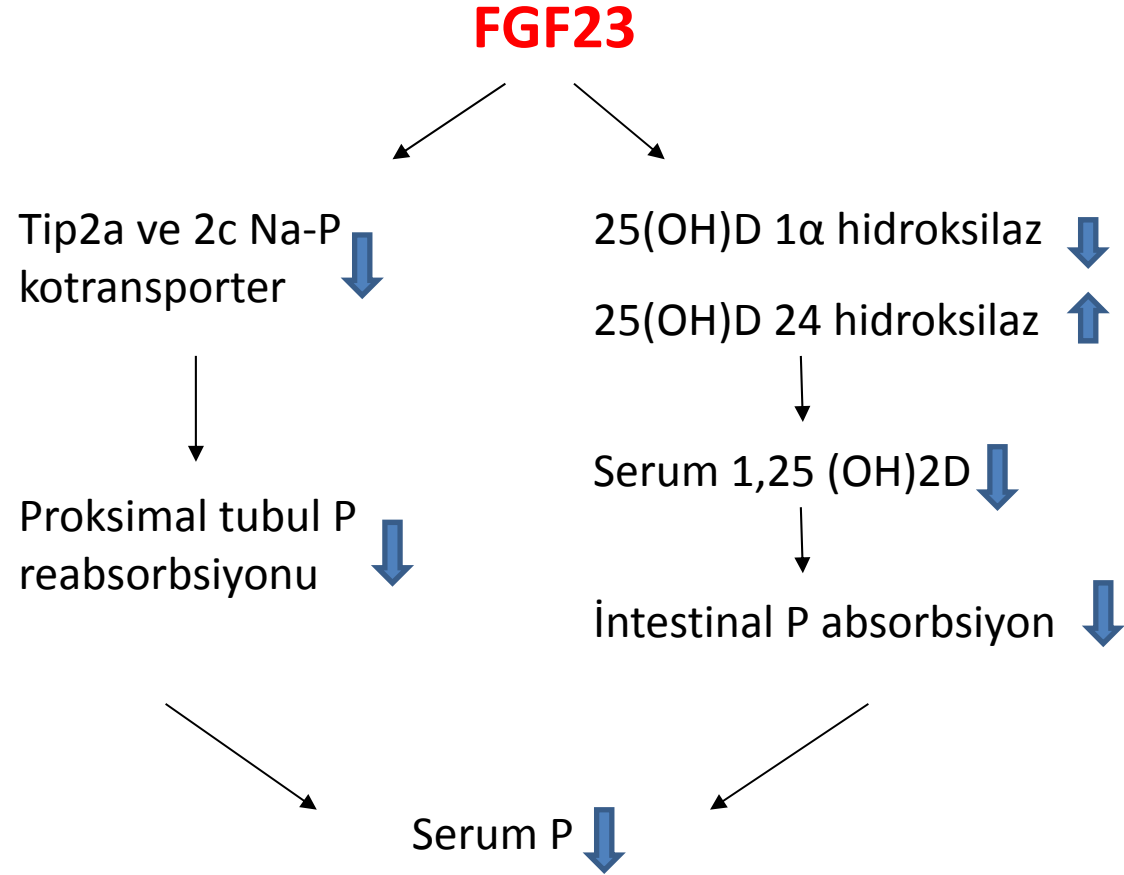 FGF23
Tip2a ve 2c Na-P
kotransporter
25(OH)D 1α hidroksilaz
25(OH)D 24 hidroksilaz
Serum 1,25 (OH)2D
Proksimal tubul P
reabsorbsiyonu
İntestinal P absorbsiyon
Serum P